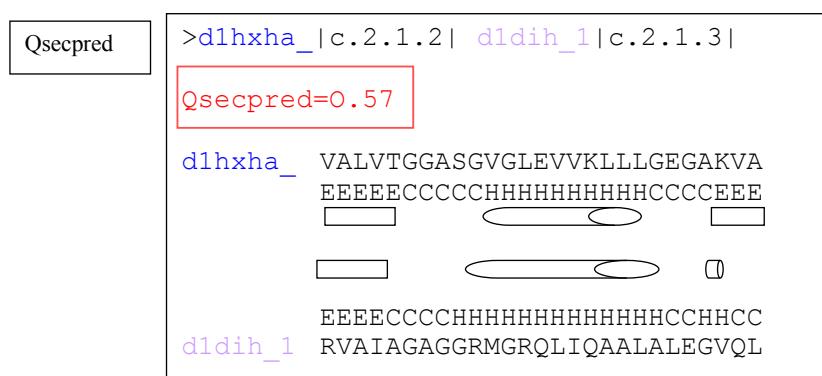 Qsecpred
>d1hxha_|c.2.1.2| d1dih_1|c.2.1.3|
Qsecpred=0.57
d1hxha_ VALVTGGASGVGLEVVKLLLGEGAKVA
EEEEECCCCCHHHHHHHHHHCCCCEEE
EEEECCCCHHHHHHHHHHHHHCCHHCC
d1dih_1 RVAIAGAGGRMGRQLIQAALALEGVQL